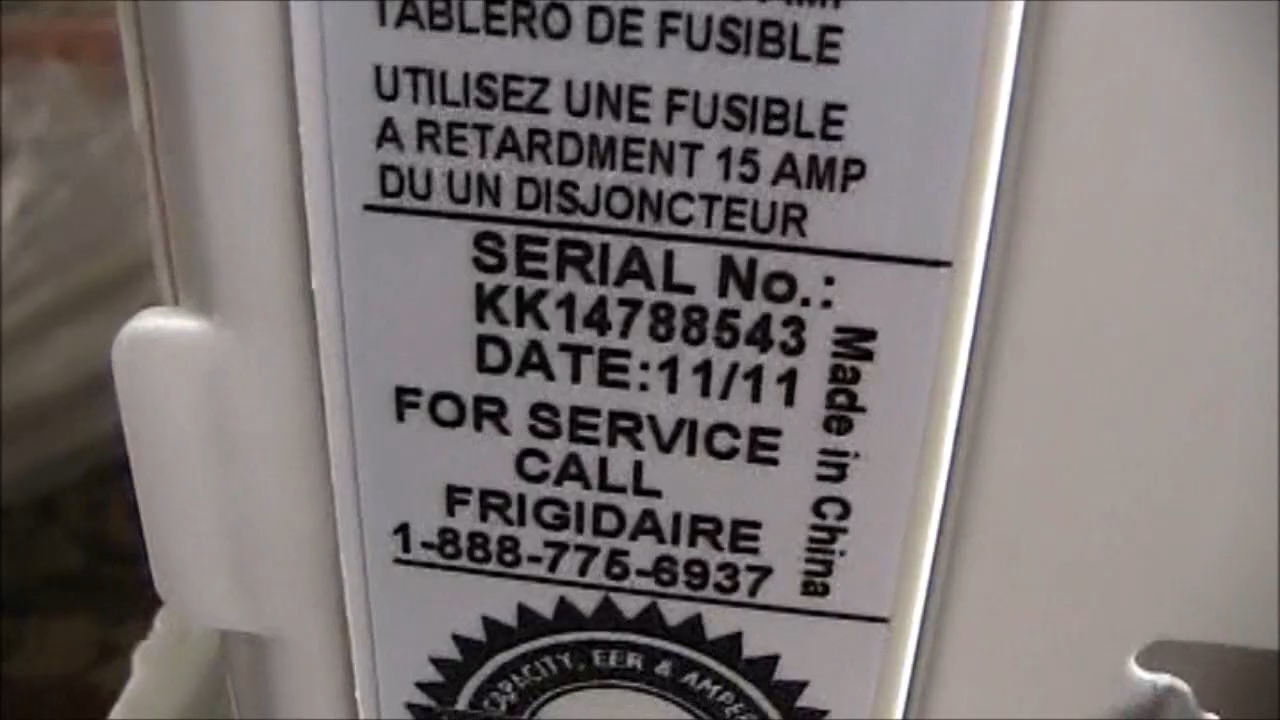 TABLERO DE FUSIBLE
UTILISEZ UNE FUSIBLE
A RETARDMENT 15 AMP
DU UN DISJONCTEUR
SERIAL No.:
KK14788543
DATE:11/11
Made in China
FOR SERVICE
CALL
FRIGIDAIRE
1-888-775-6937
CAPACITY, EER &